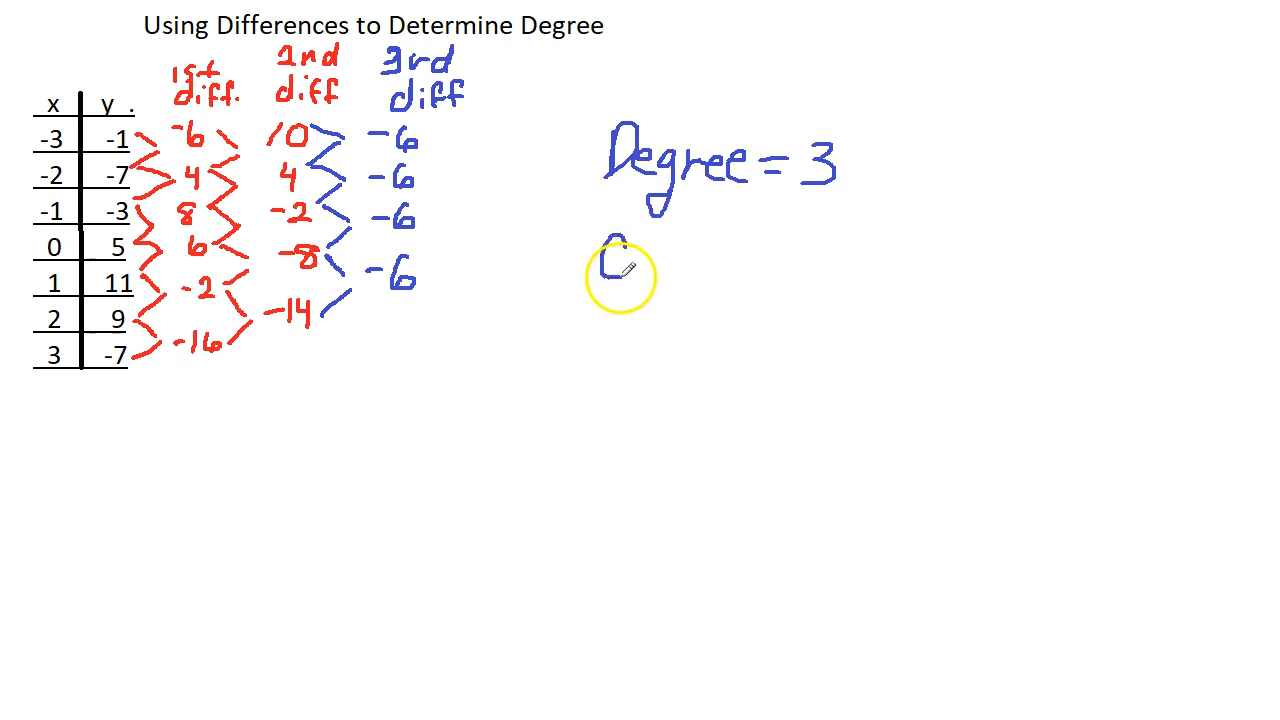 Using Differences to Determine Degree
1st diff. 2nd diff 3rd diff
x y .
-3 -1 -6 10 -6
-2 -7 4 4 -6
-1 -3 8 -2 -6
0 5 6 -8 -6
1 11 -2 -14
2 9 -16
3 -7
Degree = 3
C